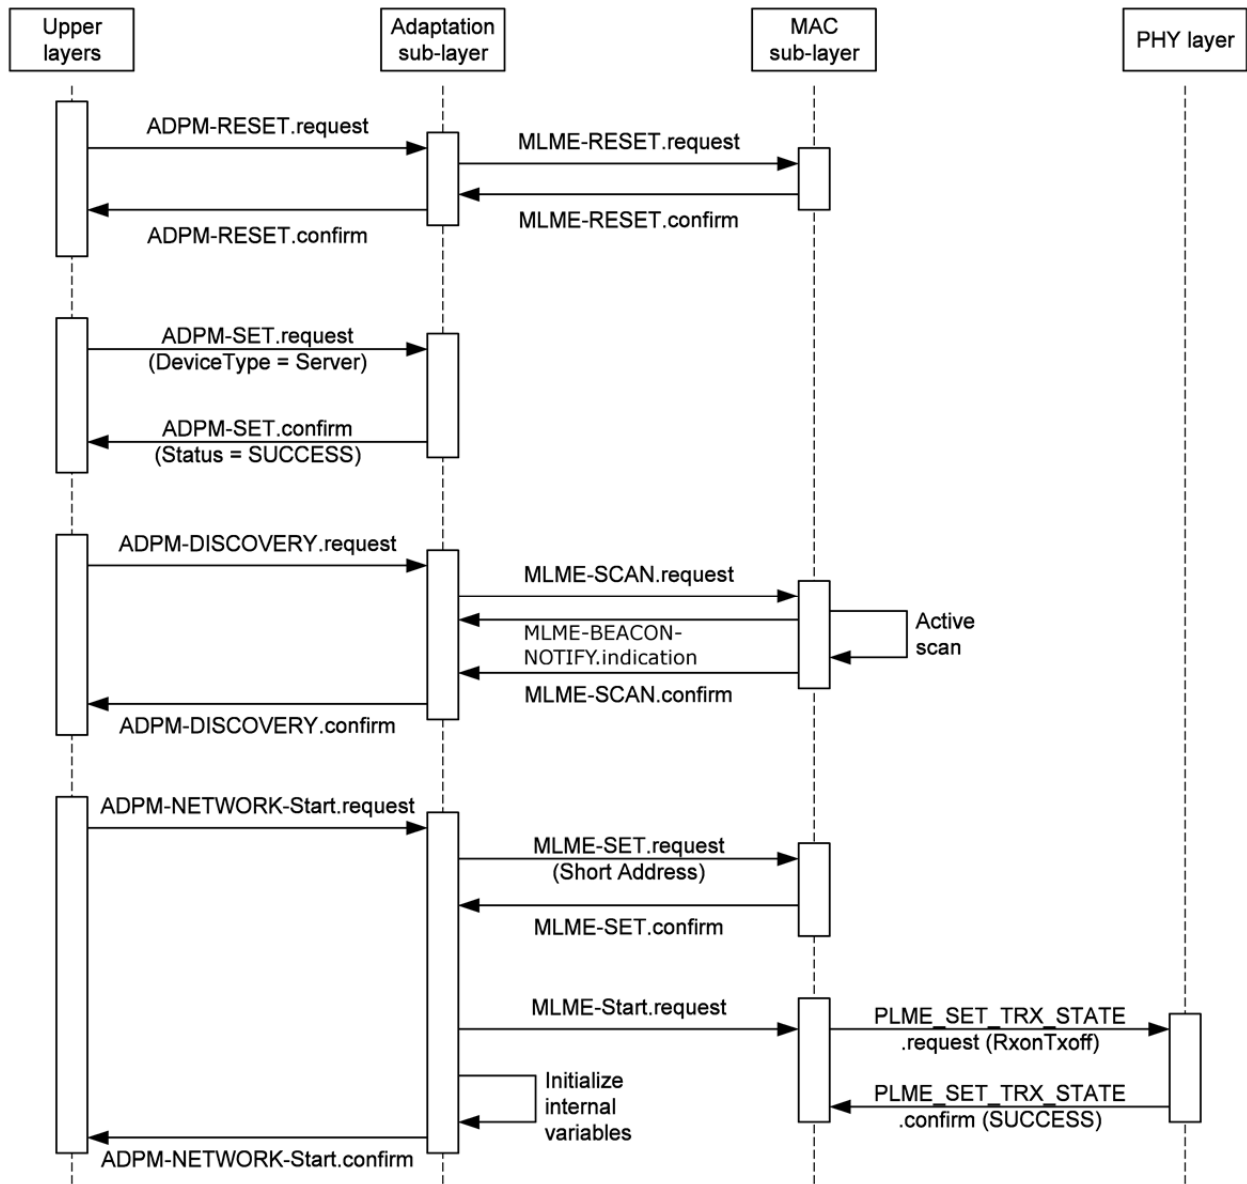 Upper
layers
Adaptation
sub-layer
MAC
sub-layer
PHY layer
ADPM-RESET.request
MLME-RESET.request
MLME-RESET.confirm
ADPM-RESET.confirm
ADPM-SET.request
(DeviceType = Server)
ADPM-SET.confirm
(Status = SUCCESS)
ADPM-DISCOVERY.request
MLME-SCAN.request
Active
scan
MLME-BEACON-
NOTIFY.indication
MLME-SCAN.confirm
ADPM-DISCOVERY.confirm
ADPM-NETWORK-Start.request
MLME-SET.request
(Short Address)
MLME-SET.confirm
MLME-Start.request
PLME_SET_TRX_STATE
.request (RxonTxoff)
Initialize
internal
variables
PLME_SET_TRX_STATE
.confirm (SUCCESS)
ADPM-NETWORK-Start.confirm